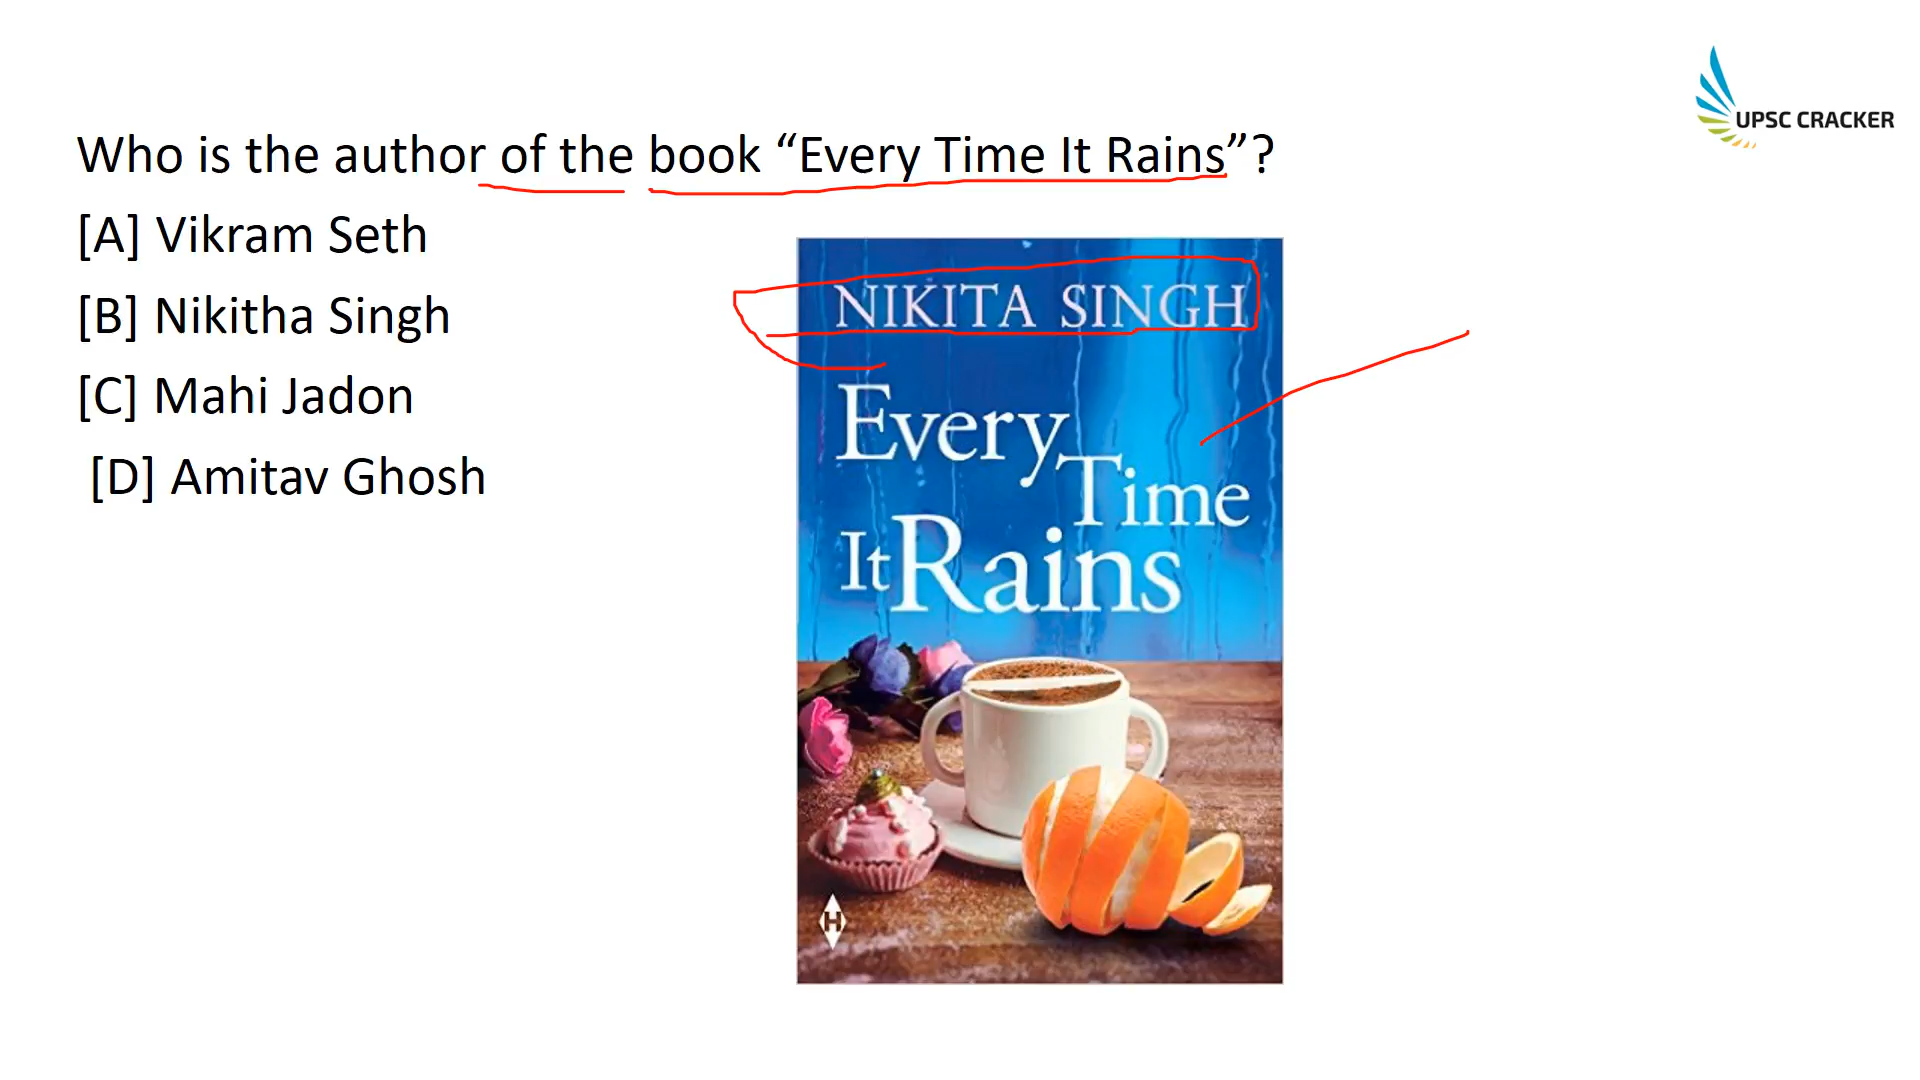 UPSC CRACKER
Who is the author of the book “Every Time It Rains”?
[A] Vikram Seth
[B] Nikitha Singh
[C] Mahi Jadon
[D] Amitav Ghosh
NIKITA SINGH
Every
Time
It Rains
H